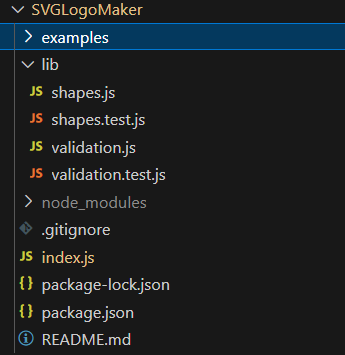 SVGLogoMaker
examples
lib
JS shapes.js
JS shapes.test.js
JS validation.js
JS validation.test.js
node_modules
.gitignore
JS index.js
{} package-lock.json
{} package.json
README.md